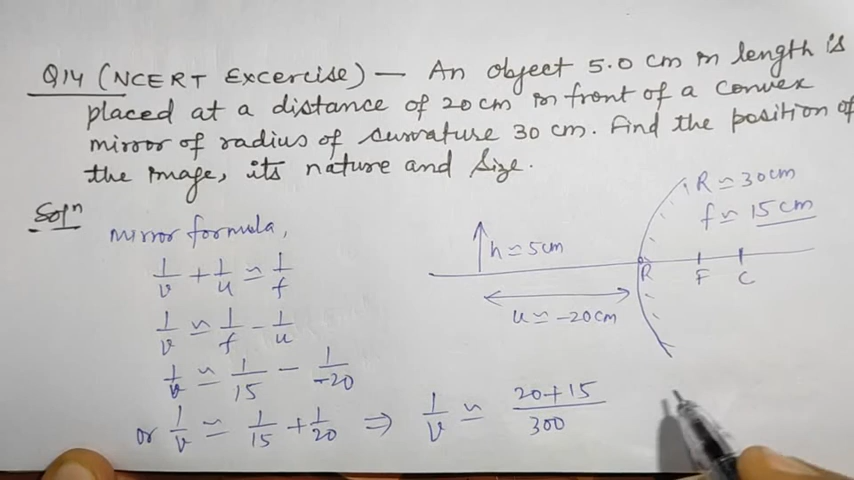 Q14 (NCERT Excercise) — An object 5.0 cm in length is
placed at a distance of 20 cm in front of a convex
mirror of radius of curvature 30 cm. Find the position of
the image, its nature and size.
Solⁿ
mirror formula,
1/v + 1/u = 1/f
1/v = 1/f - 1/u
1/v = 1/15 - 1/-20
or 1/v = 1/15 + 1/20 ⇒ 1/v = 20+15/300
R = 30cm
f = 15cm
h = 5cm
R F C
u = -20cm